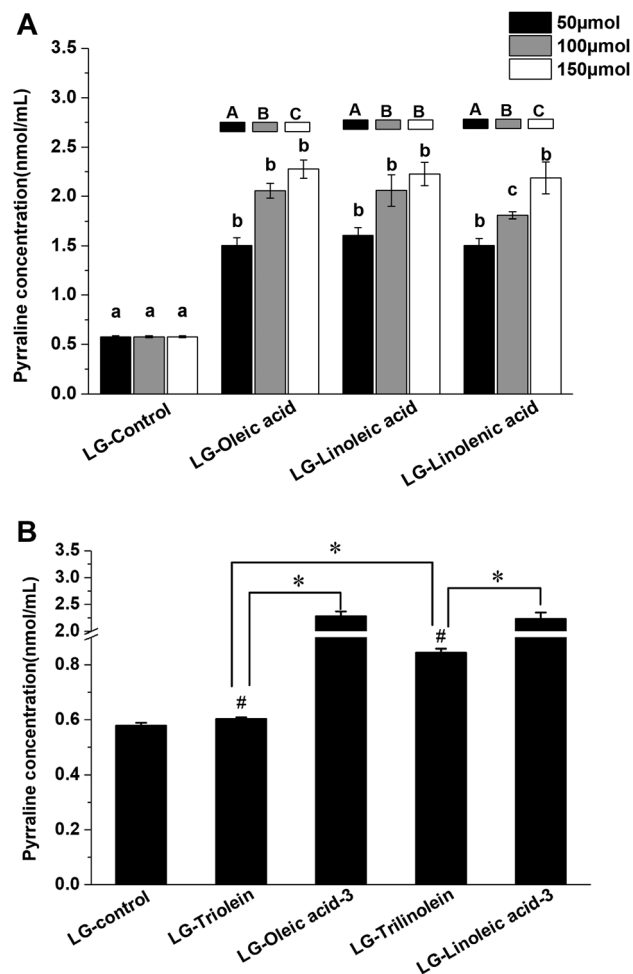 A
50μmol
100μmol
150μmol
Pyrraline concentration(nmol/mL)
3.5
3.0
2.5
2.0
1.5
1.0
0.5
0.0
A B C A B B A B C
a a a
b b b
b b b
b c b
LG-Control
LG-Oleic acid
LG-Linoleic acid
LG-Linolenic acid
B
Pyrraline concentration(nmol/mL)
3.5
3.0
2.5
2.0
0.8
0.6
0.4
0.2
0.0
*
* *
# #
LG-control
LG-Triolein
LG-Oleic acid-3
LG-Trilinolein
LG-Linoleic acid-3